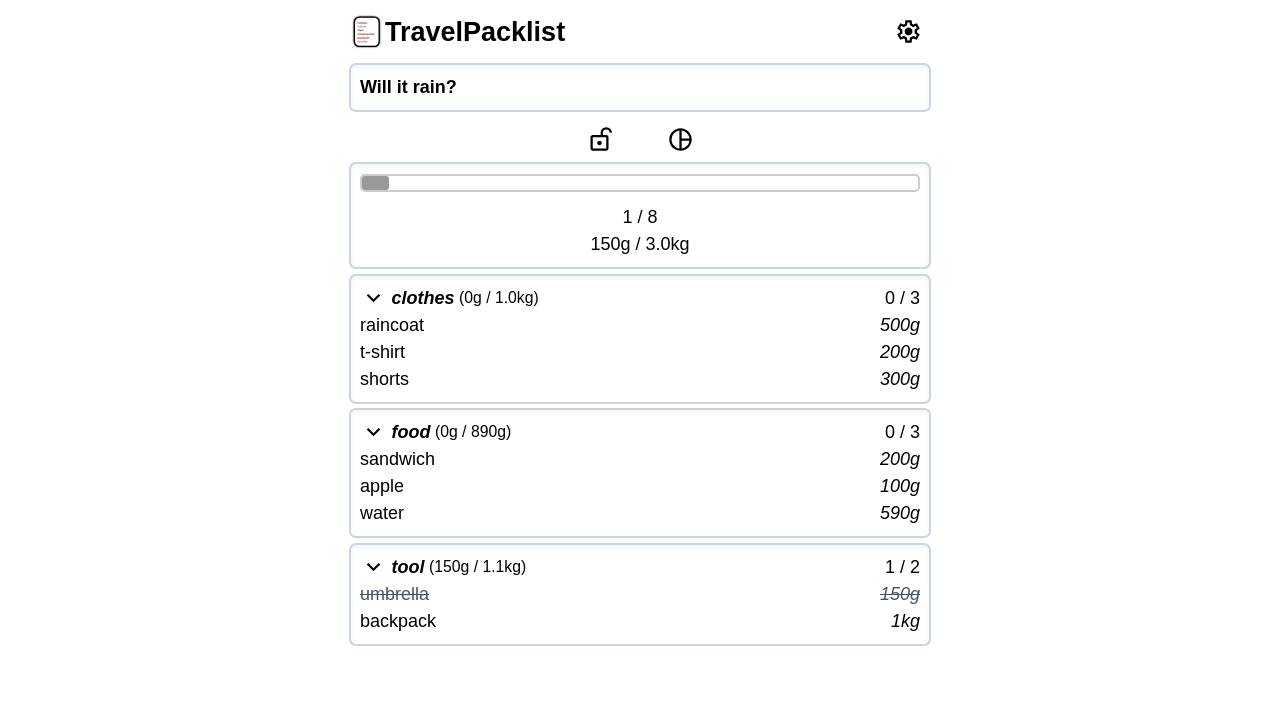 TravelPacklist
Will it rain?
1 / 8
150g / 3.0kg
clothes (0g / 1.0kg) 0 / 3
raincoat 500g
t-shirt 200g
shorts 300g
food (0g / 890g) 0 / 3
sandwich 200g
apple 100g
water 590g
tool (150g / 1.1kg) 1 / 2
umbrella 150g
backpack 1kg